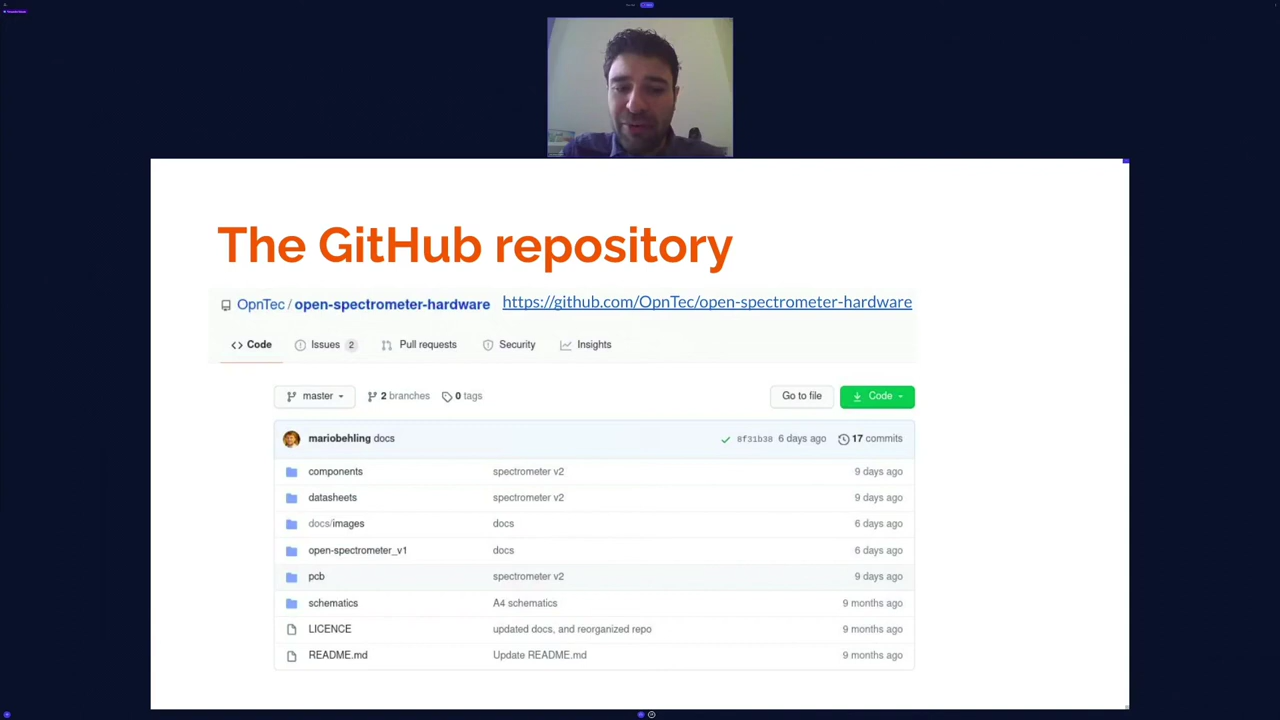 The GitHub repository
OpnTec / open-spectrometer-hardware https://github.com/OpnTec/open-spectrometer-hardware
Code Issues 2 Pull requests Security Insights
master 2 branches 0 tags Go to file Code
mariobehling docs 8f31b38 6 days ago 17 commits
components spectrometer v2 9 days ago
datasheets spectrometer v2 9 days ago
docs/images docs 6 days ago
open-spectrometer_v1 docs 6 days ago
pcb spectrometer v2 9 days ago
schematics A4 schematics 9 months ago
LICENCE updated docs, and reorganized repo 9 months ago
README.md Update README.md 9 months ago